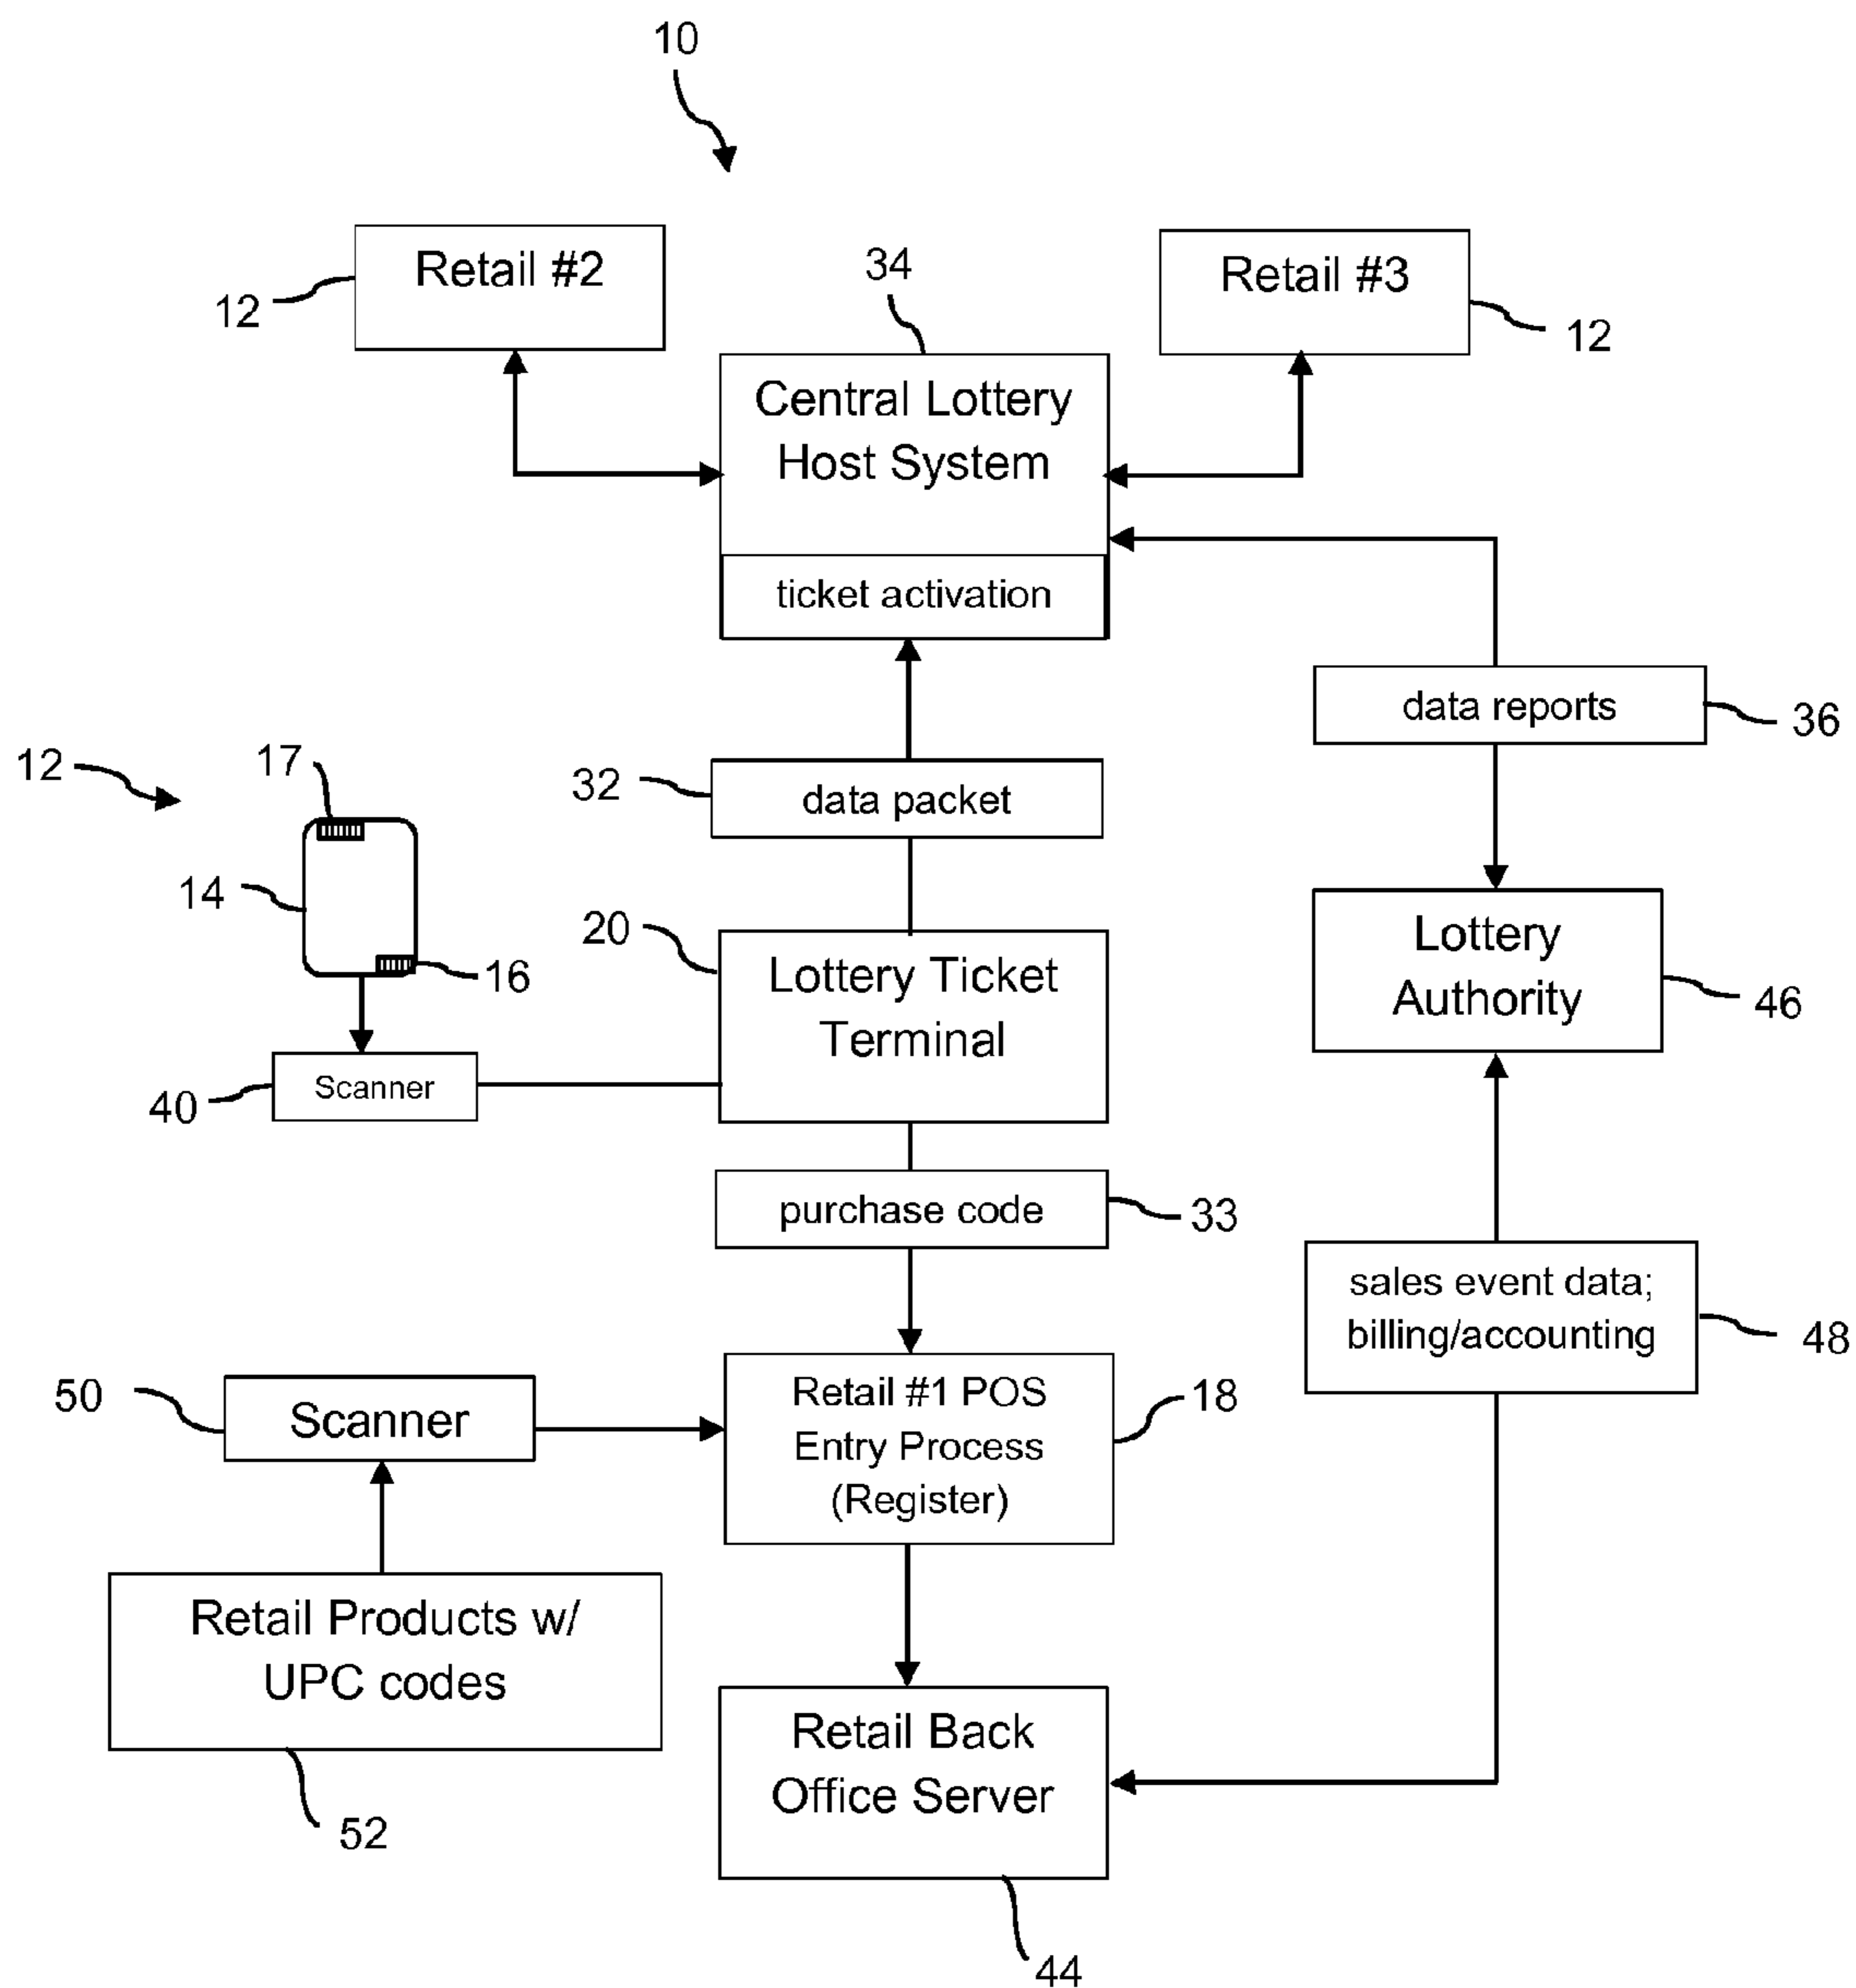 10
Retail #2
12
34
Retail #3
12
Central Lottery
Host System
ticket activation
data reports
36
12
17
32
data packet
14
16
20
Lottery Ticket
Terminal
Lottery
Authority
46
40
Scanner
purchase code
33
sales event data;
billing/accounting
48
50
Scanner
Retail #1 POS
Entry Process
(Register)
18
Retail Products w/
UPC codes
52
Retail Back
Office Server
44